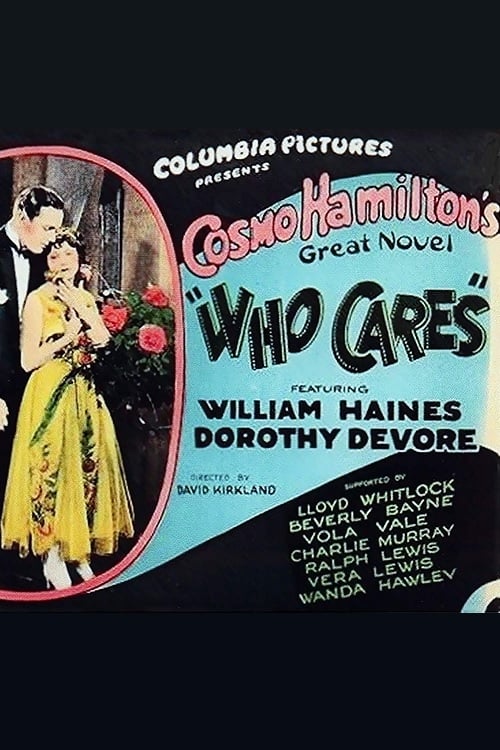 COLUMBIA PICTURES
PRESENTS
COSMO HAMILTON'S
Great Novel
"WHO CARES"
FEATURING
WILLIAM HAINES
DOROTHY DEVORE
DIRECTED BY
DAVID KIRKLAND
SUPPORTED BY
LLOYD WHITLOCK
BEVERLY BAYNE
VOLA VALE
CHARLIE MURRAY
RALPH LEWIS
VERA LEWIS
WANDA HAWLEY